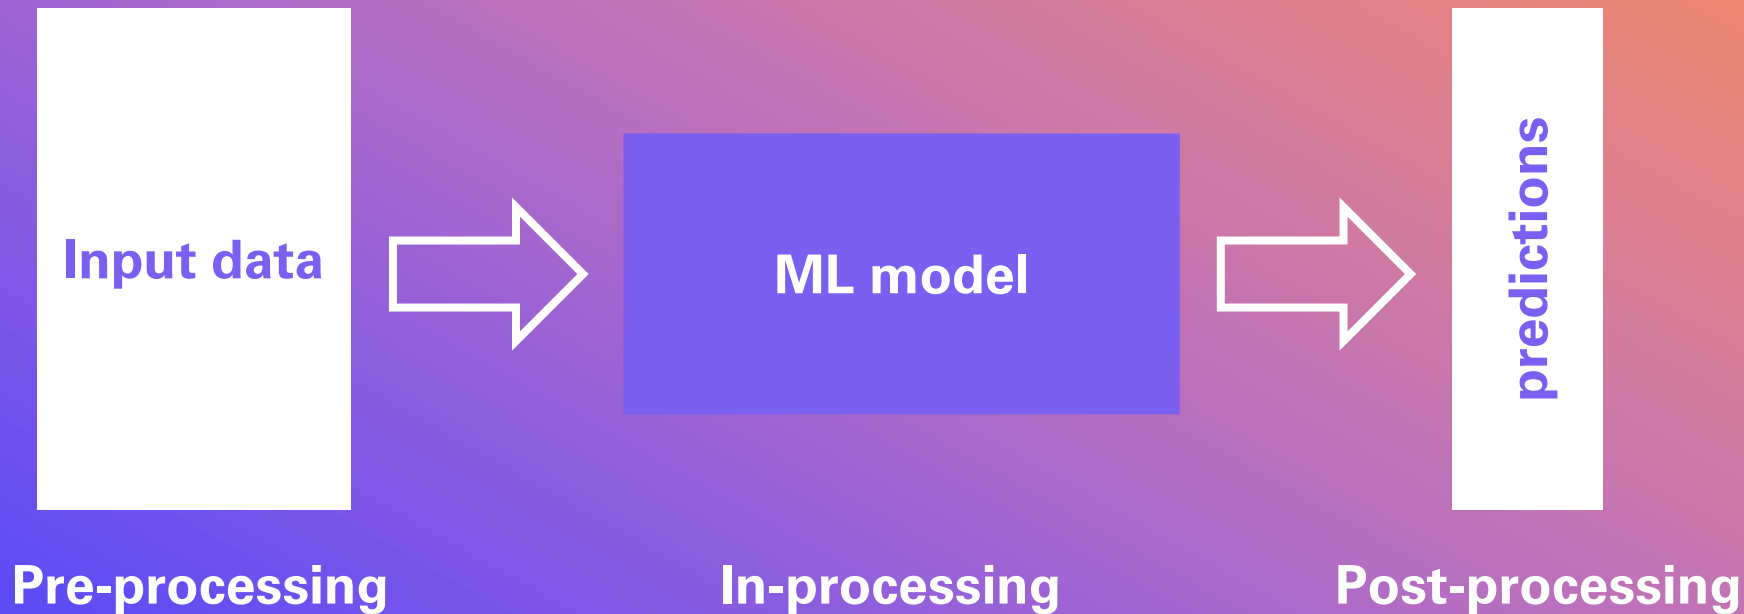 Input data
ML model
predictions
Pre-processing
In-processing
Post-processing